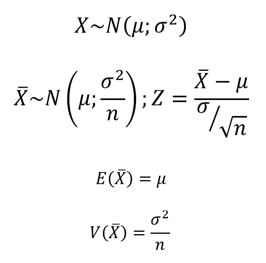 X~N(μ; σ²)
X̄~N(μ; σ²/n); Z = (X̄ − μ)/(σ/√n)
E(X̄) = μ
V(X̄) = σ²/n